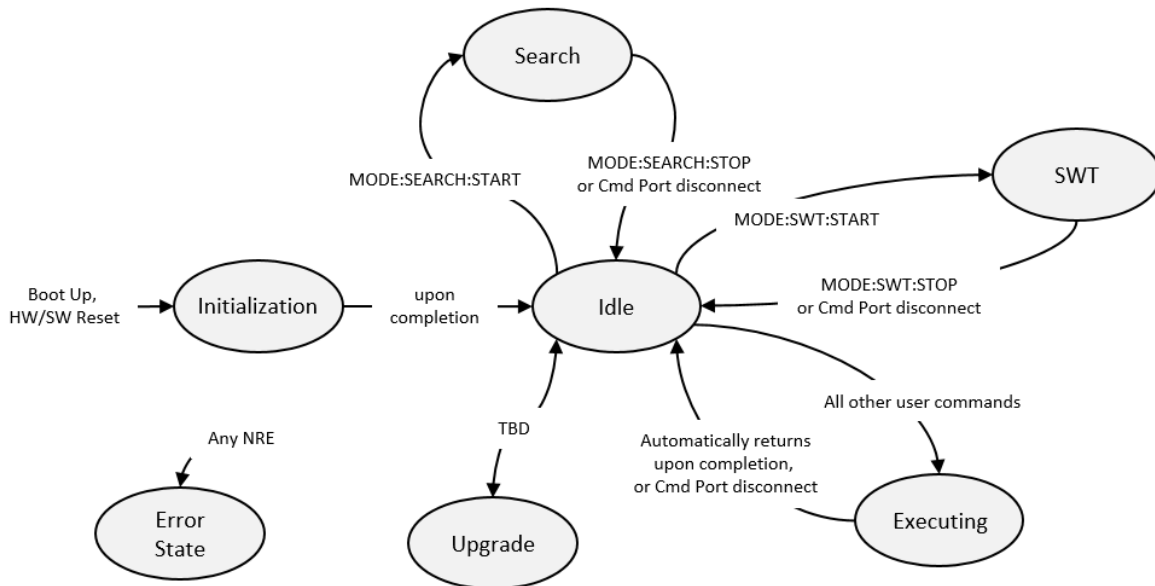 Search
MODE:SEARCH:START
MODE:SEARCH:STOP
or Cmd Port disconnect
SWT
MODE:SWT:START
MODE:SWT:STOP
or Cmd Port disconnect
Boot Up,
HW/SW Reset
Initialization
upon
completion
Idle
All other user commands
Any NRE
TBD
Automatically returns
upon completion,
or Cmd Port disconnect
Error
State
Upgrade
Executing